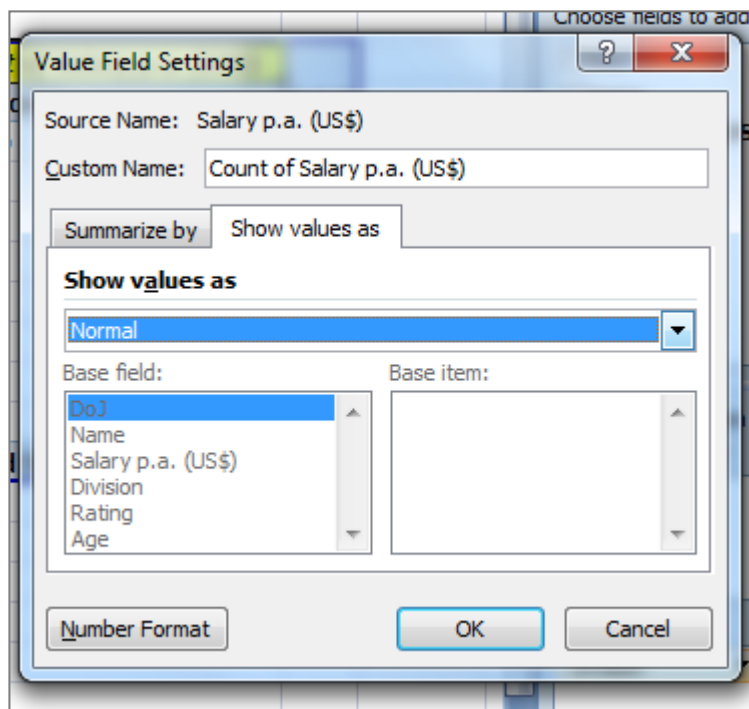 Choose fields to add
Value Field Settings
?
Source Name: Salary p.a. (US$)
Custom Name: Count of Salary p.a. (US$)
Summarize by Show values as
Show values as
Normal
Base field: Base item:
DoJ
Name
Salary p.a. (US$)
Division
Rating
Age
Number Format OK Cancel